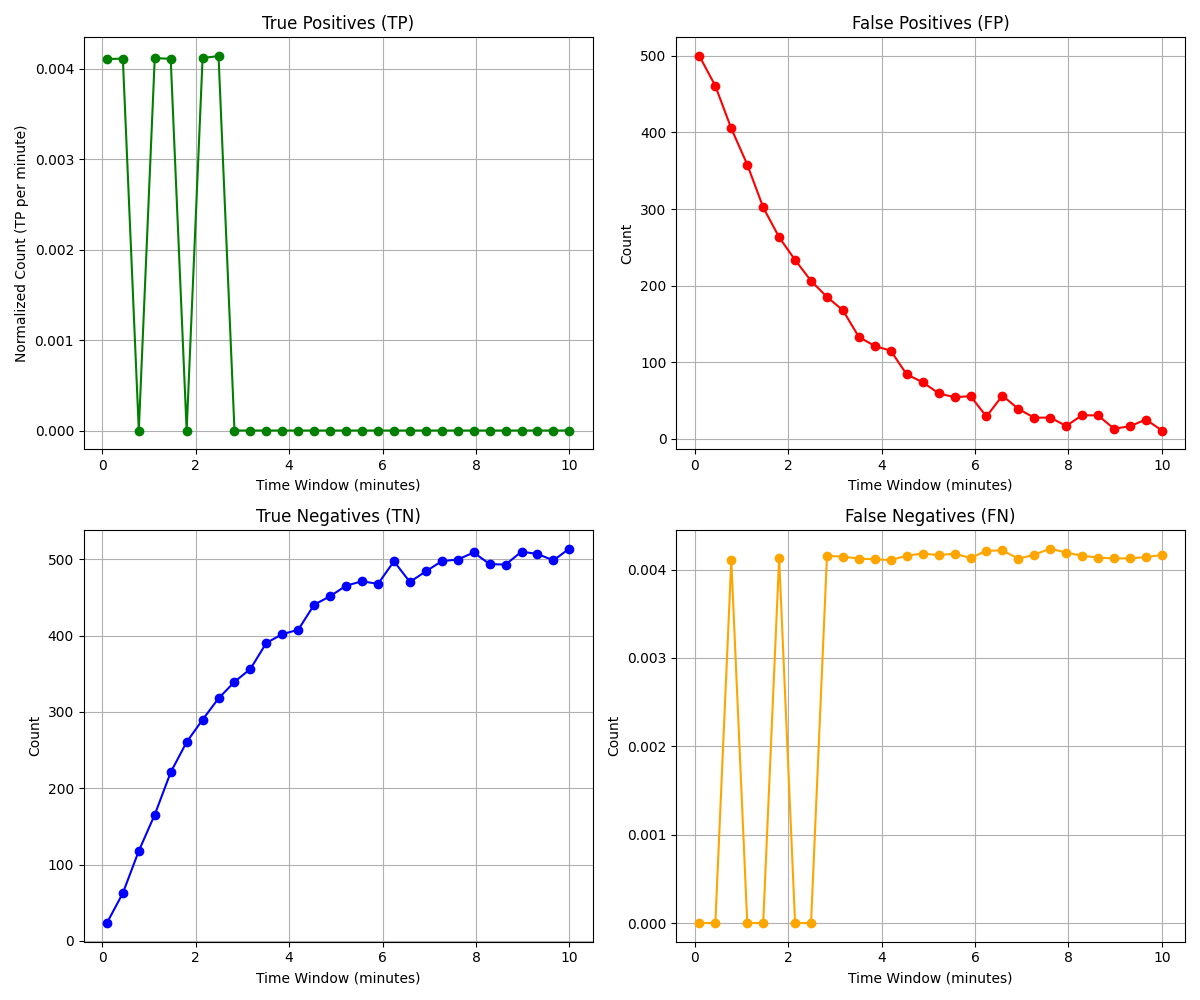 True Positives (TP)
Normalized Count (TP per minute)
0.004
0.003
0.002
0.001
0.000
0 2 4 6 8 10
Time Window (minutes)
False Positives (FP)
Count
500
400
300
200
100
0
0 2 4 6 8 10
Time Window (minutes)
True Negatives (TN)
Count
500
400
300
200
100
0
0 2 4 6 8 10
Time Window (minutes)
False Negatives (FN)
Count
0.004
0.003
0.002
0.001
0.000
0 2 4 6 8 10
Time Window (minutes)